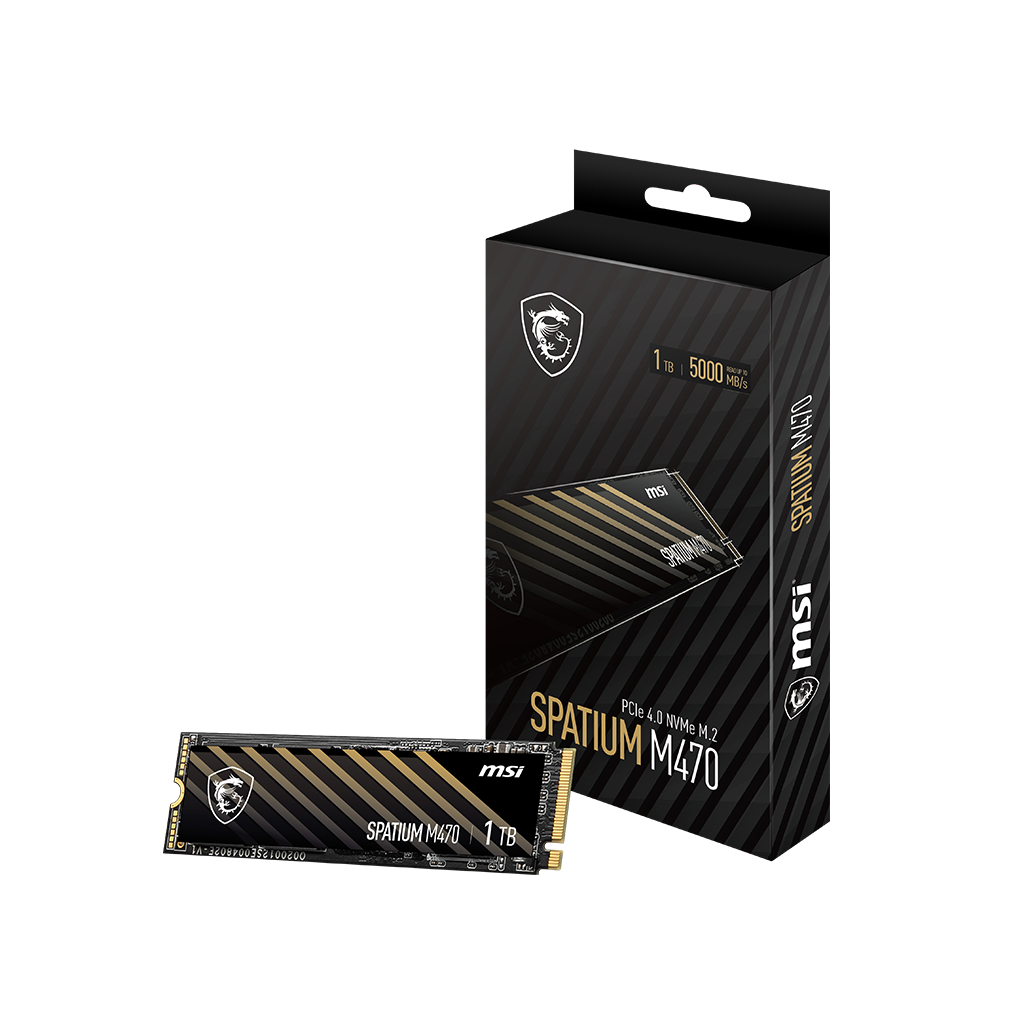 1 TB | 5000 READ UP TO MB/s
msi
SPATIUM M470
PCIe 4.0 NVMe M.2
SPATIUM M470
SPATIUM M470
msi
msi
SPATIUM M470 | 1 TB